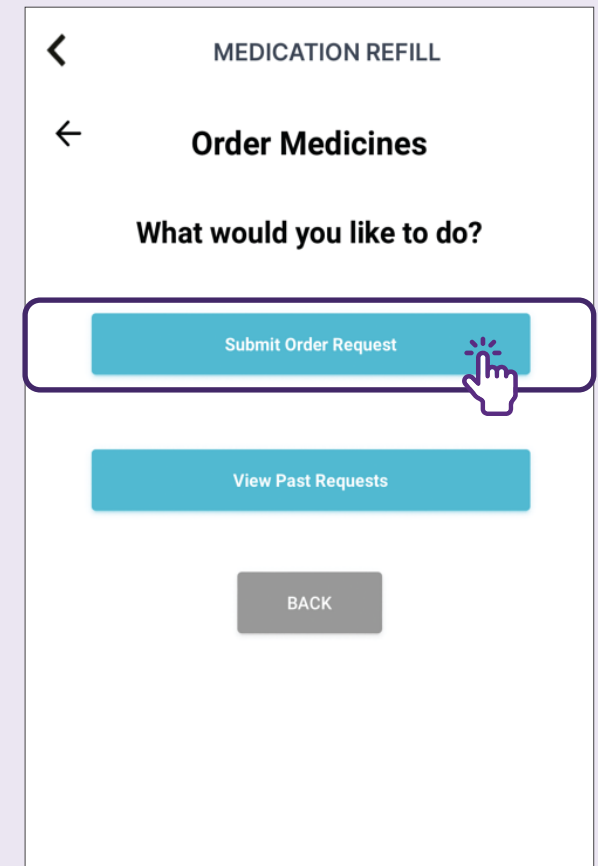 MEDICATION REFILL
Order Medicines
What would you like to do?
Submit Order Request
View Past Requests
BACK